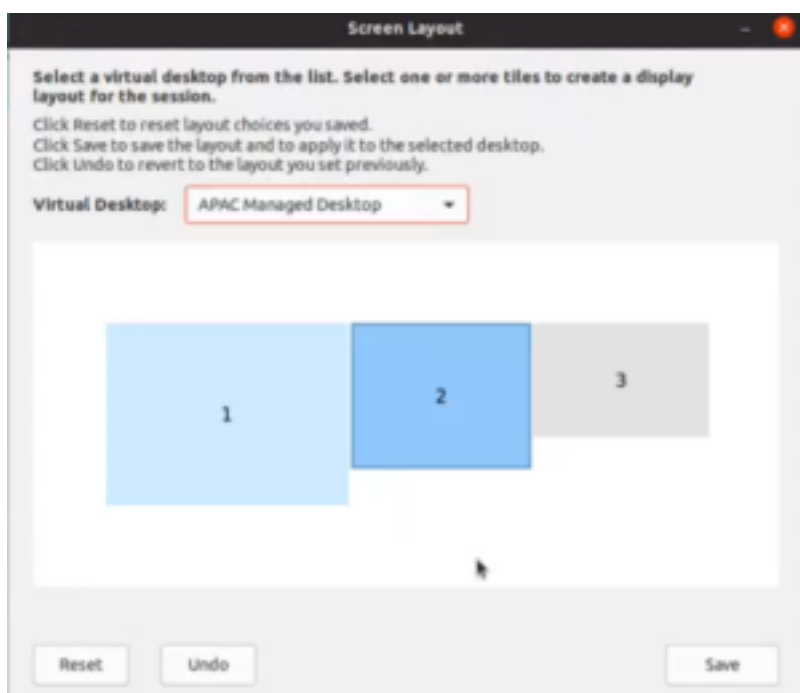 Screen Layout
Select a virtual desktop from the list. Select one or more tiles to create a display
layout for the session.
Click Reset to reset layout choices you saved.
Click Save to save the layout and to apply it to the selected desktop.
Click Undo to revert to the layout you set previously.
Virtual Desktop: APAC Managed Desktop
1
2
3
Reset Undo Save